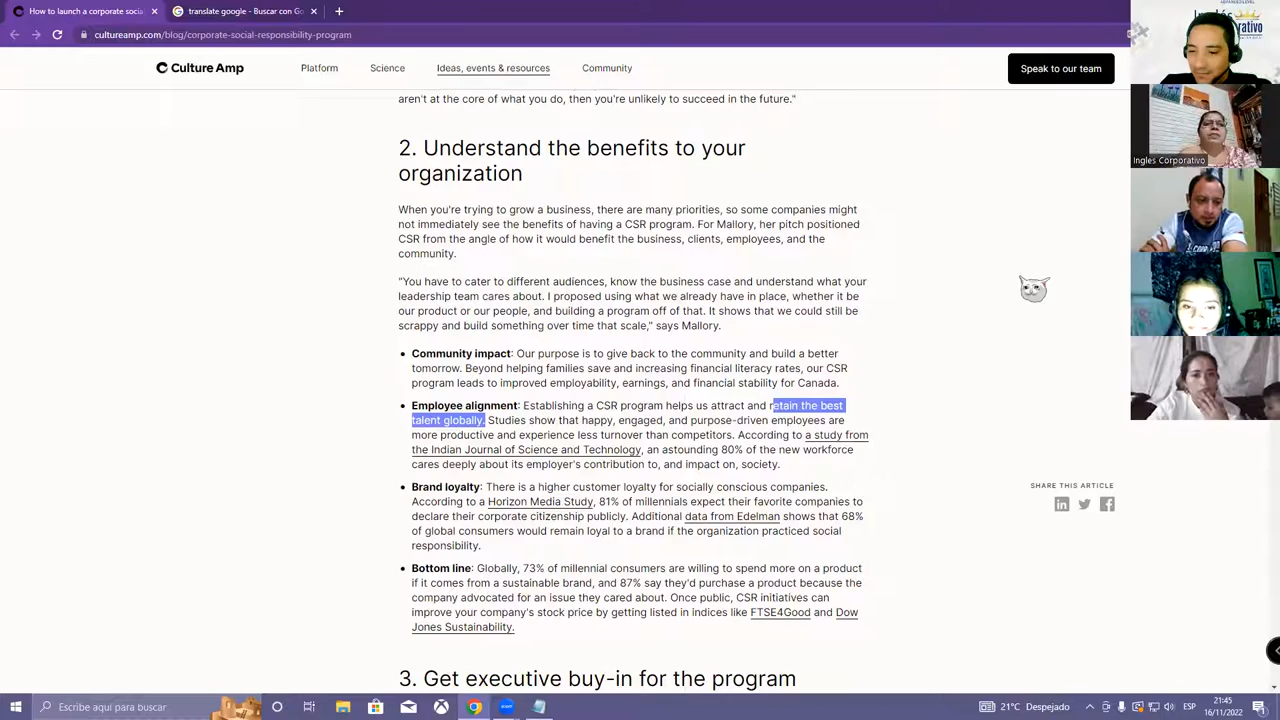 How to launch a corporate social
translate google - Buscar con Go
cultureamp.com/blog/corporate-social-responsibility-program
Culture Amp
Platform
Science
Ideas, events & resources
Community
Speak to our team
aren't at the core of what you do, then you're unlikely to succeed in the future."
2. Understand the benefits to your
organization
When you're trying to grow a business, there are many priorities, so some companies might
not immediately see the benefits of having a CSR program. For Mallory, her pitch positioned
CSR from the angle of how it would benefit the business, clients, employees, and the
community.
"You have to cater to different audiences, know the business case and understand what your
leadership team cares about. I proposed using what we already have in place, whether it be
our product or our people, and building a program off of that. It shows that we could still be
scrappy and build something over time that scale," says Mallory.
• Community impact: Our purpose is to give back to the community and build a better
tomorrow. Beyond helping families save and increasing financial literacy rates, our CSR
program leads to improved employability, earnings, and financial stability for Canada.
• Employee alignment: Establishing a CSR program helps us attract and retain the best
talent globally. Studies show that happy, engaged, and purpose-driven employees are
more productive and experience less turnover than competitors. According to a study from
the Indian Journal of Science and Technology, an astounding 80% of the new workforce
cares deeply about its employer's contribution to, and impact on, society.
• Brand loyalty: There is a higher customer loyalty for socially conscious companies.
According to a Horizon Media Study, 81% of millennials expect their favorite companies to
declare their corporate citizenship publicly. Additional data from Edelman shows that 68%
of global consumers would remain loyal to a brand if the organization practiced social
responsibility.
• Bottom line: Globally, 73% of millennial consumers are willing to spend more on a product
if it comes from a sustainable brand, and 87% say they'd purchase a product because the
company advocated for an issue they cared about. Once public, CSR initiatives can
improve your company's stock price by getting listed in indices like FTSE4Good and Dow
Jones Sustainability.
3. Get executive buy-in for the program
SHARE THIS ARTICLE
Ingles Corporativo
Escribe aquí para buscar
21°C Despejado
ESP
21:45
16/11/2022